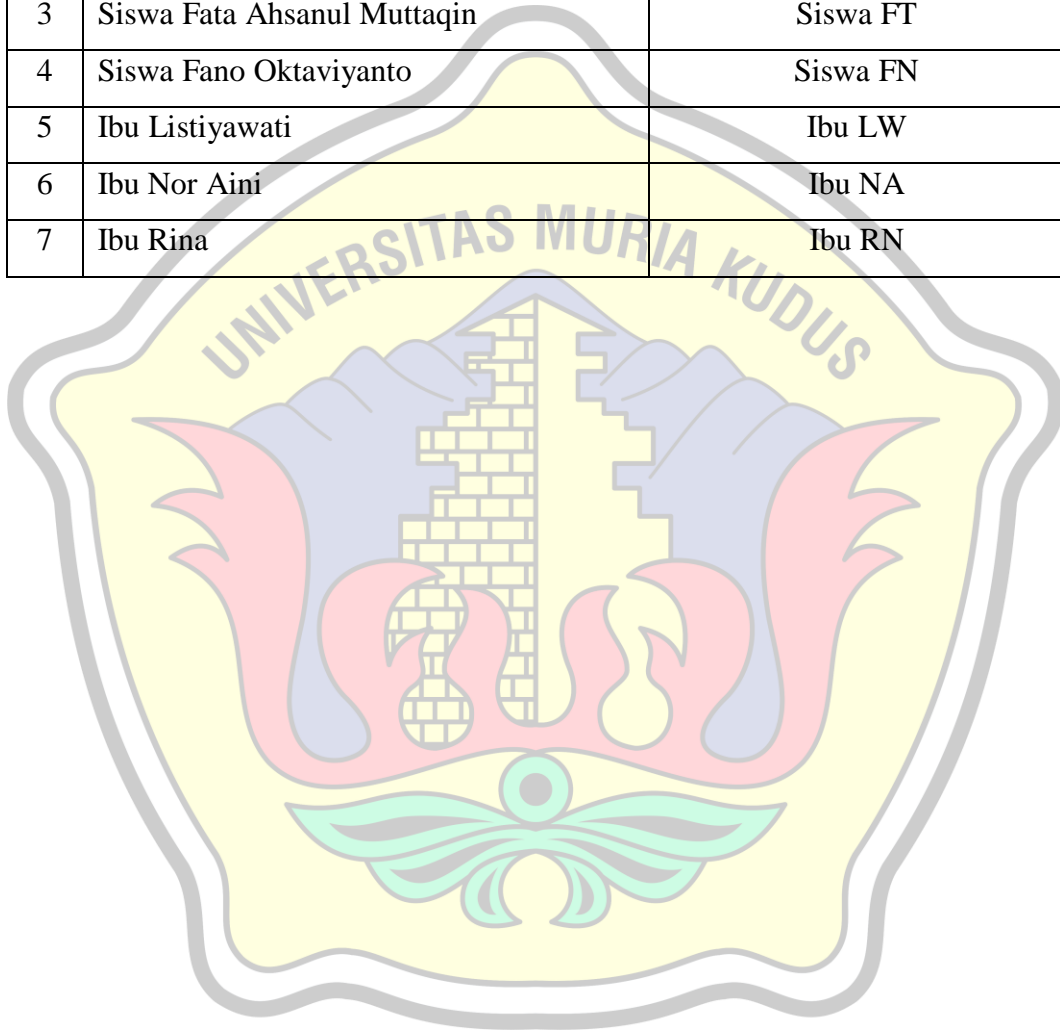 3 Siswa Fata Ahsanul Muttaqin Siswa FT
4 Siswa Fano Oktaviyanto Siswa FN
5 Ibu Listiyawati Ibu LW
6 Ibu Nor Aini Ibu NA
7 Ibu Rina Ibu RN
UNIVERSITAS MURIA KUDUS